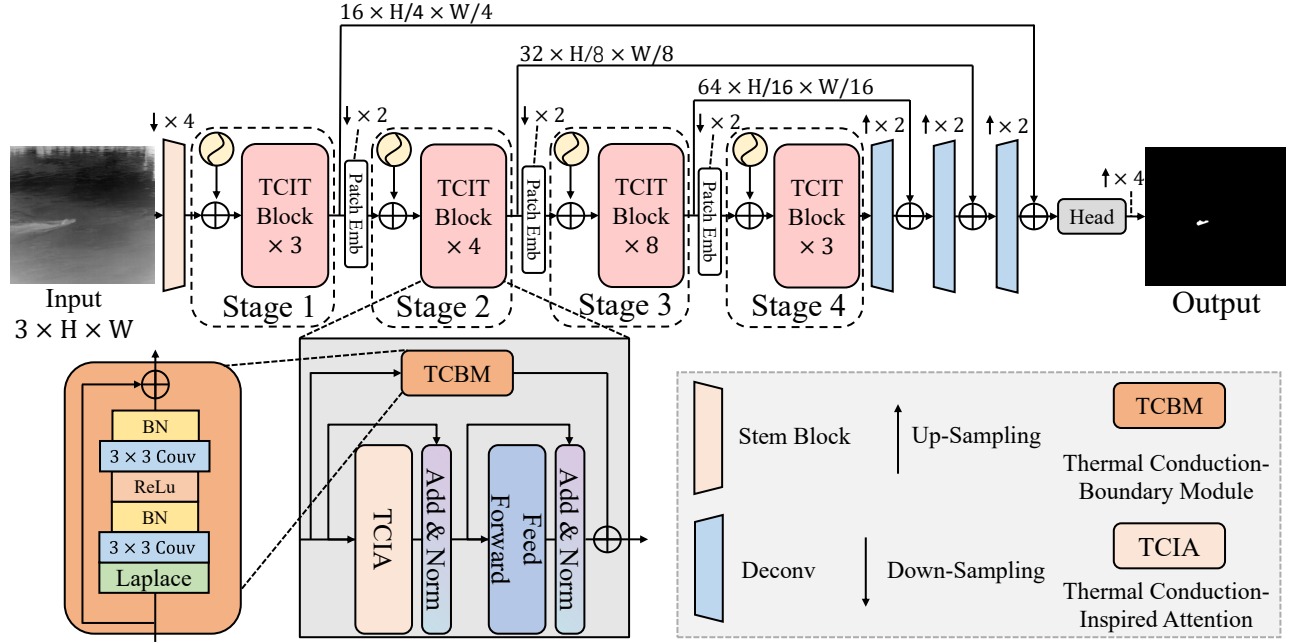 16 × H/4 × W/4
32 × H/8 × W/8
64 × H/16 × W/16
× 4
× 2
× 2
× 2
× 2
× 2
× 2
TCIT
Block
× 3
Patch Emb
TCIT
Block
× 4
Patch Emb
TCIT
Block
× 8
Patch Emb
TCIT
Block
× 3
Head
× 4
Input
3 × H × W
Stage 1
Stage 2
Stage 3
Stage 4
Output
BN
3 × 3 Couv
ReLu
BN
3 × 3 Couv
Laplace
TCBM
TCIA
Add & Norm
Feed
Forward
Add & Norm
Stem Block
Up-Sampling
TCBM
Thermal Conduction-
Boundary Module
Deconv
Down-Sampling
TCIA
Thermal Conduction-
Inspired Attention